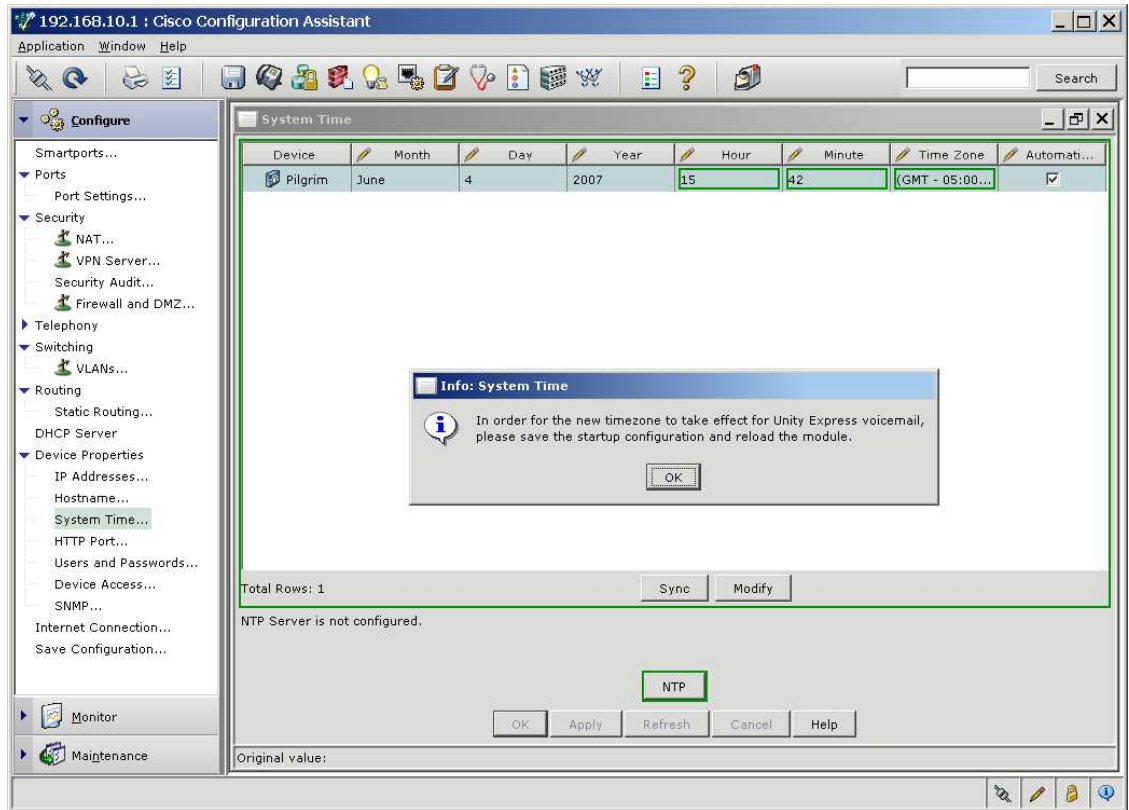 192.168.10.1 : Cisco Configuration Assistant
Application Window Help
Search
Configure
Smartports...
Ports
Port Settings...
Security
NAT...
VPN Server...
Security Audit...
Firewall and DMZ...
Telephony
Switching
VLANs...
Routing
Static Routing...
DHCP Server
Device Properties
IP Addresses...
Hostname...
System Time...
HTTP Port...
Users and Passwords...
Device Access...
SNMP...
Internet Connection...
Save Configuration...
Monitor
Maintenance
System Time
Device Month Day Year Hour Minute Time Zone Automati...
Pilgrim June 4 2007 15 42 (GMT - 05:00...
Info: System Time
In order for the new timezone to take effect for Unity Express voicemail,
please save the startup configuration and reload the module.
OK
Total Rows: 1 Sync Modify
NTP Server is not configured.
NTP
OK Apply Refresh Cancel Help
Original value: